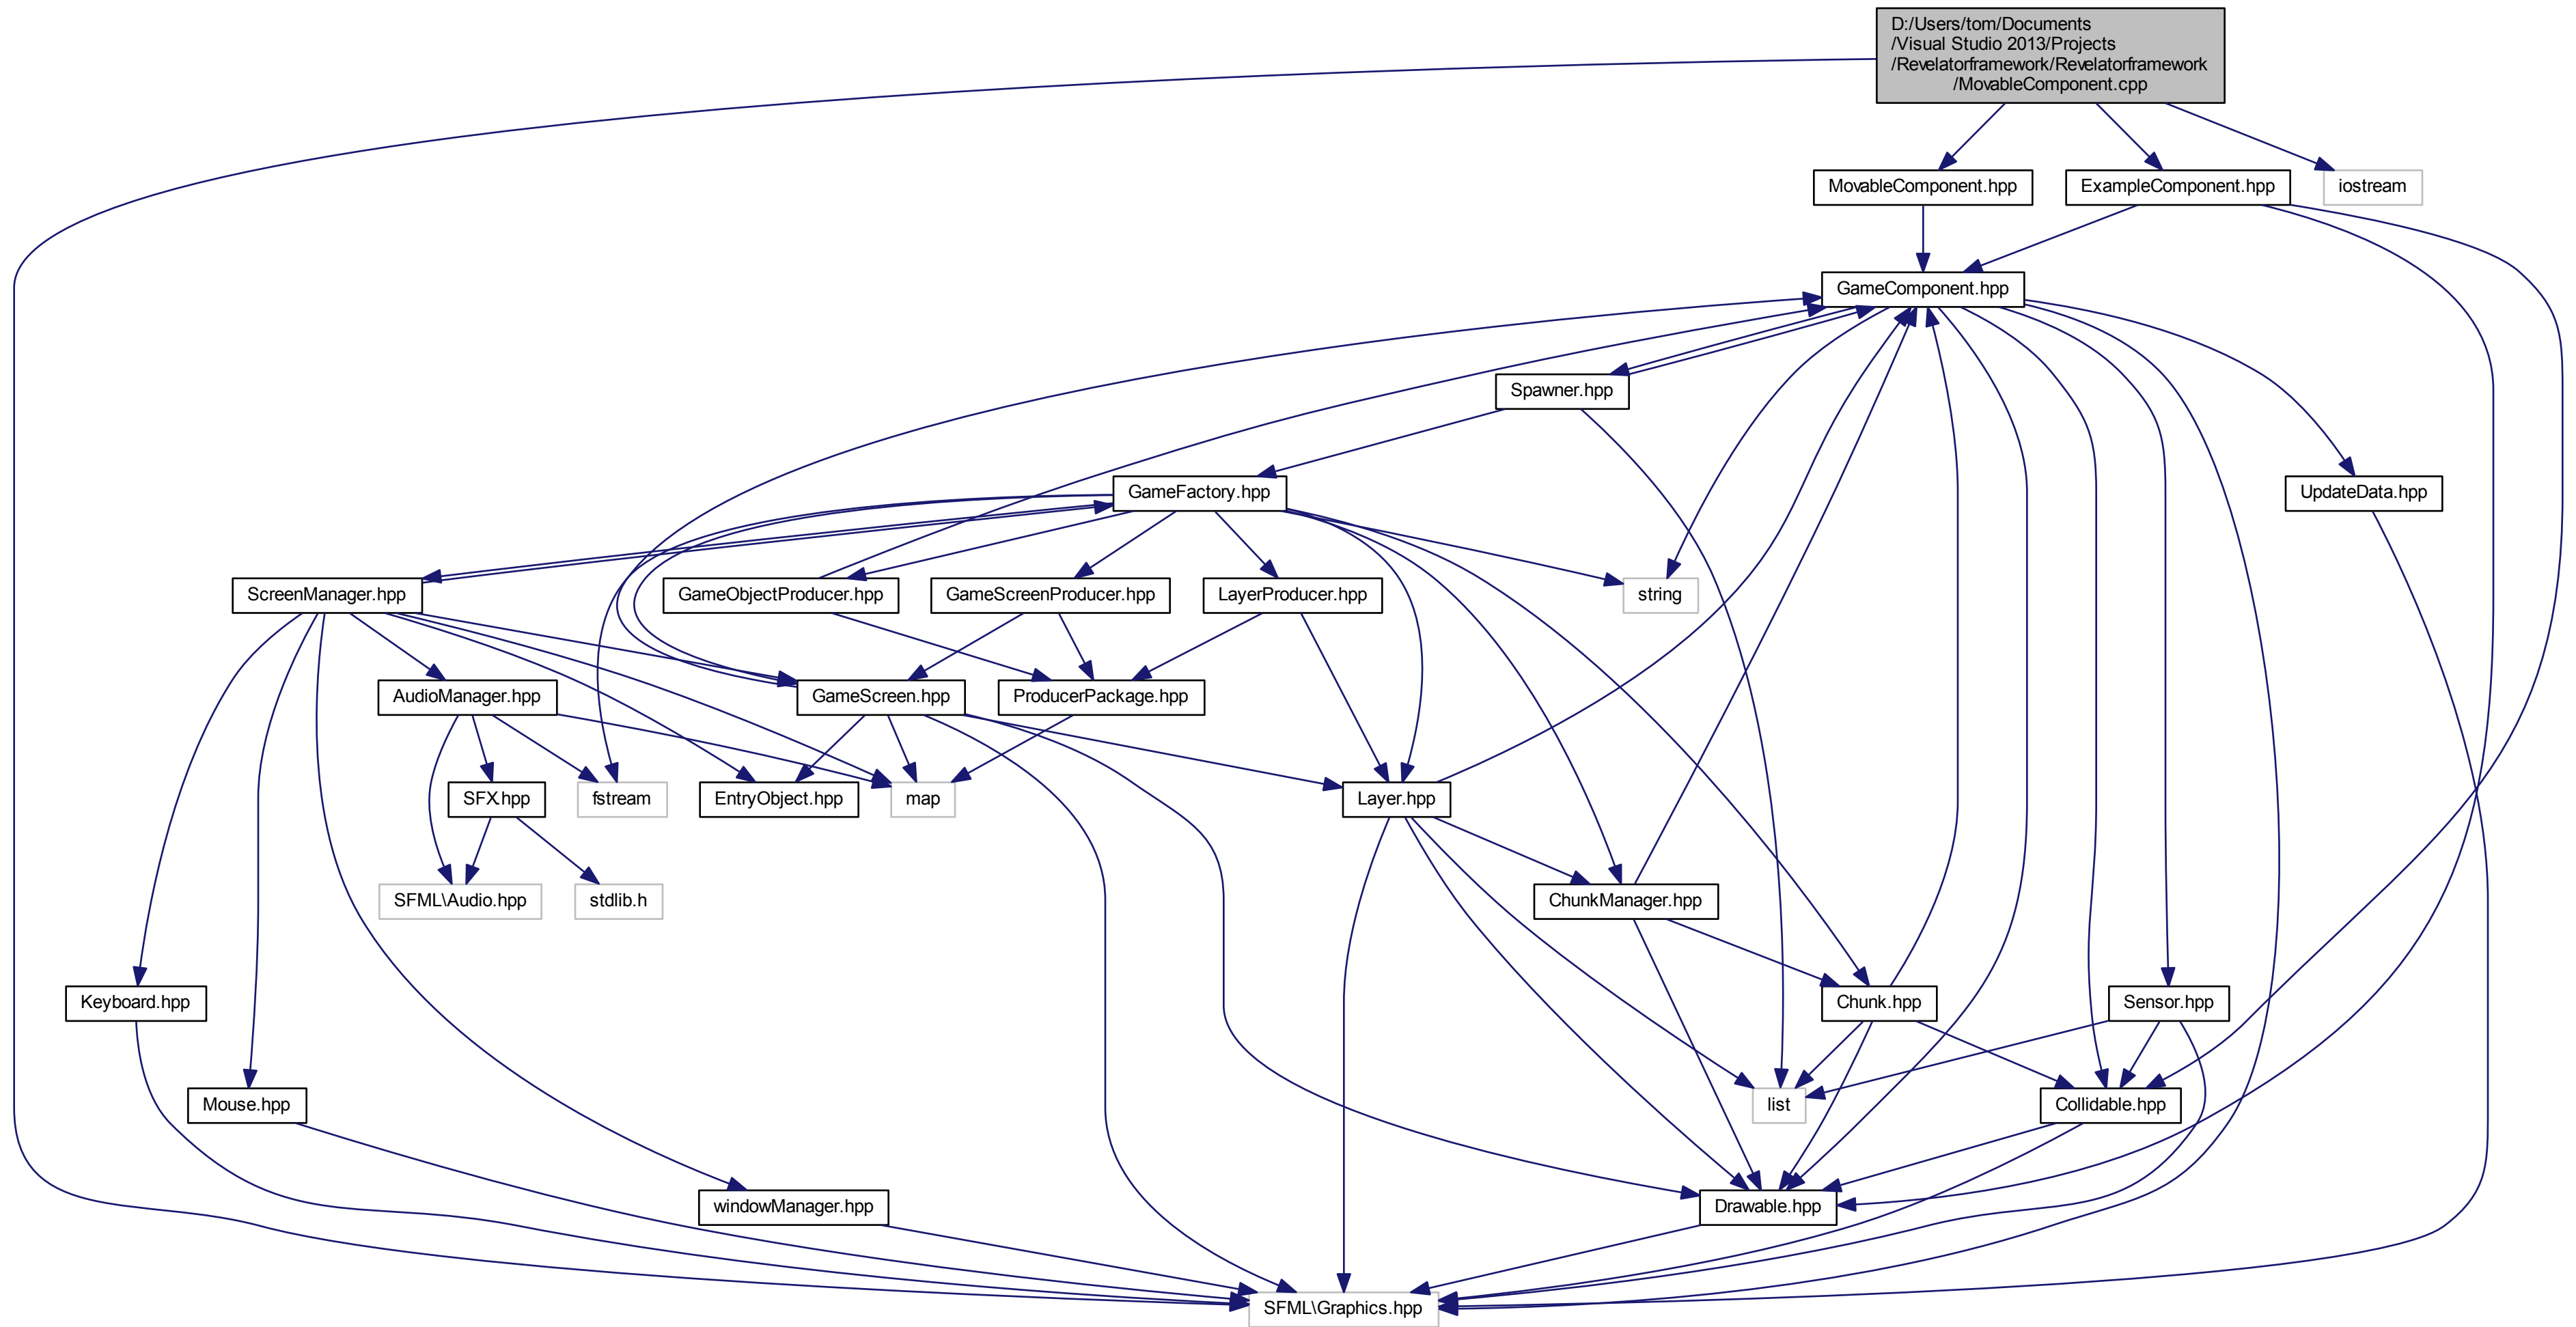 D:/Users/tom/Documents
/Visual Studio 2013/Projects
/Revelatorframework/Revelatorframework
/MovableComponent.cpp
MovableComponent.hpp
ExampleComponent.hpp
iostream
GameComponent.hpp
Spawner.hpp
GameFactory.hpp
UpdateData.hpp
ScreenManager.hpp
GameObjectProducer.hpp
GameScreenProducer.hpp
LayerProducer.hpp
string
AudioManager.hpp
GameScreen.hpp
ProducerPackage.hpp
SFX.hpp
fstream
EntryObject.hpp
map
Layer.hpp
SFML\Audio.hpp
stdlib.h
ChunkManager.hpp
Keyboard.hpp
Chunk.hpp
Sensor.hpp
Mouse.hpp
list
Collidable.hpp
windowManager.hpp
Drawable.hpp
SFML\Graphics.hpp